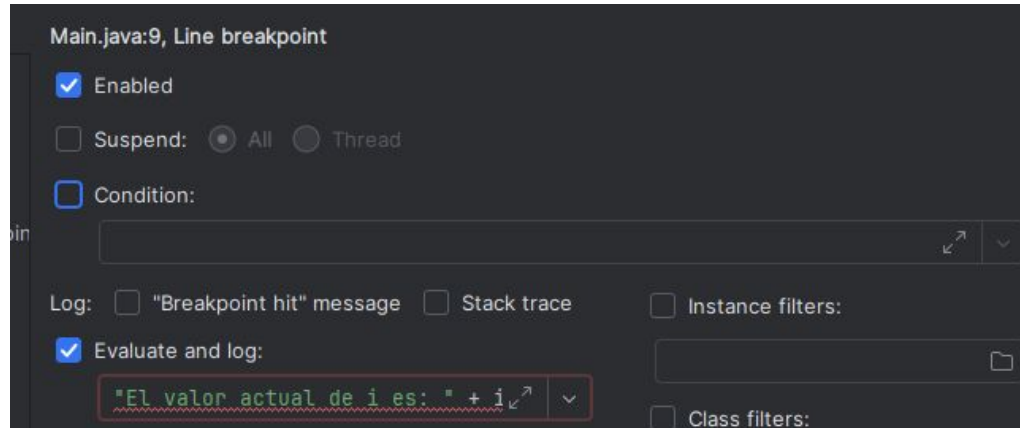 Main.java:9, Line breakpoint
Enabled
Suspend: All Thread
Condition:
oin
Log: "Breakpoint hit" message Stack trace
Instance filters:
Evaluate and log:
"El valor actual de i es: " + i
Class filters: